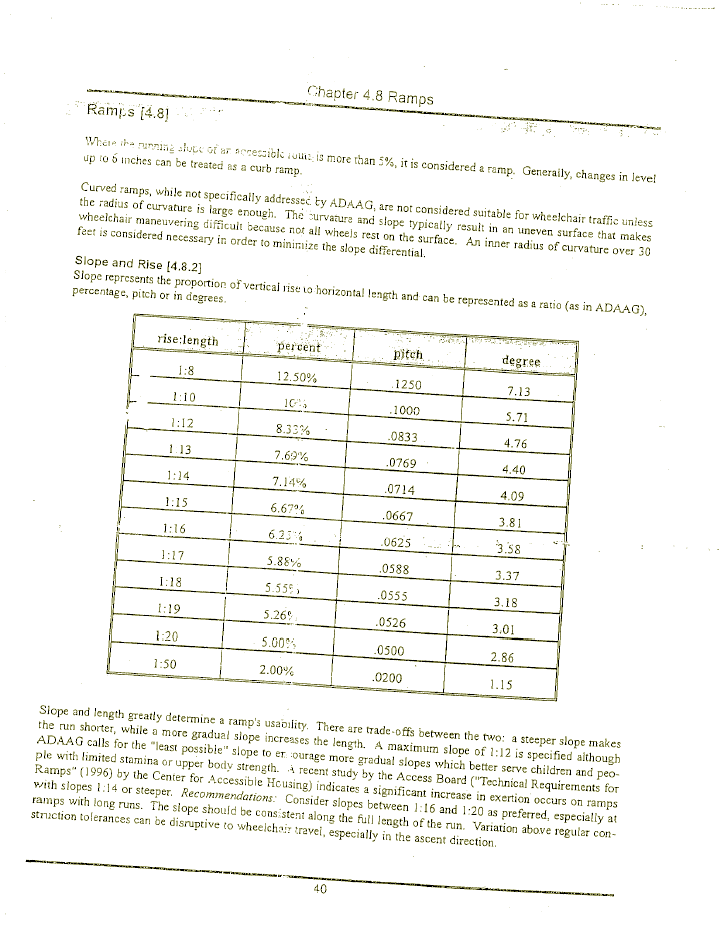 Chapter 4.8 Ramps
Ramps [4.8]
Where the running slope of an accessible route is more than 5%, it is considered a ramp. Generally, changes in level
up to 6 inches can be treated as a curb ramp.
Curved ramps, while not specifically addressed by ADAAG, are not considered suitable for wheelchair traffic unless
the radius of curvature is large enough. The curvature and slope typically result in an uneven surface that makes
wheelchair maneuvering difficult because not all wheels rest on the surface. An inner radius of curvature over 30
feet is considered necessary in order to minimize the slope differential.
Slope and Rise [4.8.2]
Slope represents the proportion of vertical rise to horizontal length and can be represented as a ratio (as in ADAAG),
percentage, pitch or in degrees.
rise:length percent pitch degree
1:8 12.50% .1250 7.13
1:10 10% .1000 5.71
1:12 8.33% .0833 4.76
1:13 7.69% .0769 4.40
1:14 7.14% .0714 4.09
1:15 6.67% .0667 3.81
1:16 6.25% .0625 3.58
1:17 5.88% .0588 3.37
1:18 5.55% .0555 3.18
1:19 5.26% .0526 3.01
1:20 5.00% .0500 2.86
1:50 2.00% .0200 1.15
Slope and length greatly determine a ramp's usability. There are trade-offs between the two: a steeper slope makes
the run shorter, while a more gradual slope increases the length. A maximum slope of 1:12 is specified although
ADAAG calls for the "least possible" slope to encourage more gradual slopes which better serve children and peo-
ple with limited stamina or upper body strength. A recent study by the Access Board ("Technical Requirements for
Ramps" (1996) by the Center for Accessible Housing) indicates a significant increase in exertion occurs on ramps
with slopes 1:14 or steeper. Recommendations: Consider slopes between 1:16 and 1:20 as preferred, especially at
ramps with long runs. The slope should be consistent along the full length of the run. Variation above regular con-
struction tolerances can be disruptive to wheelchair travel, especially in the ascent direction.
40